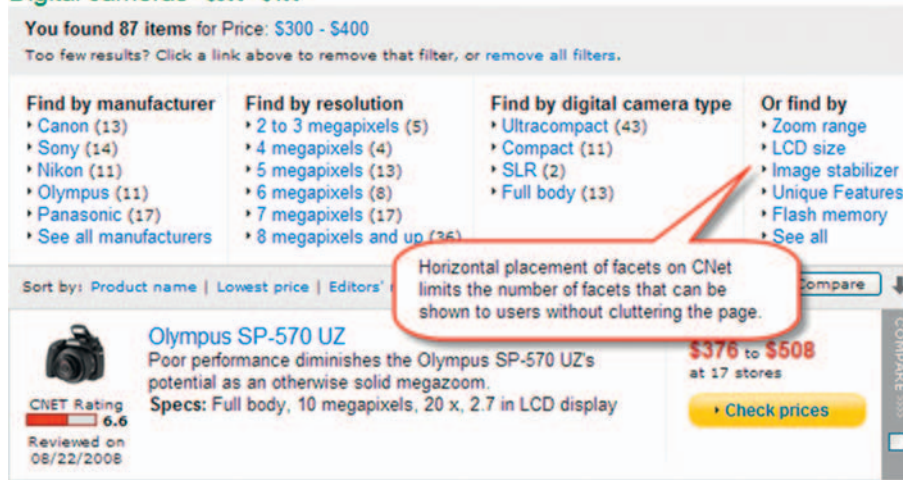 Digital cameras $300 - $400
You found 87 items for Price: $300 - $400
Too few results? Click a link above to remove that filter, or remove all filters.
Find by manufacturer
Canon (13)
Sony (14)
Nikon (11)
Olympus (11)
Panasonic (17)
See all manufacturers
Find by resolution
2 to 3 megapixels (5)
4 megapixels (4)
5 megapixels (13)
6 megapixels (8)
7 megapixels (17)
8 megapixels and up (36)
Find by digital camera type
Ultracompact (43)
Compact (11)
SLR (2)
Full body (13)
Or find by
Zoom range
LCD size
Image stabilizer
Unique Features
Flash memory
See all
Horizontal placement of facets on CNet
limits the number of facets that can be
shown to users without cluttering the page.
Sort by: Product name | Lowest price | Editors'
Compare
COMPARE >>>>
Olympus SP-570 UZ
Poor performance diminishes the Olympus SP-570 UZ's
potential as an otherwise solid megazoom.
Specs: Full body, 10 megapixels, 20 x, 2.7 in LCD display
CNET Rating
6.6
Reviewed on
08/22/2008
$376 to $508
at 17 stores
Check prices